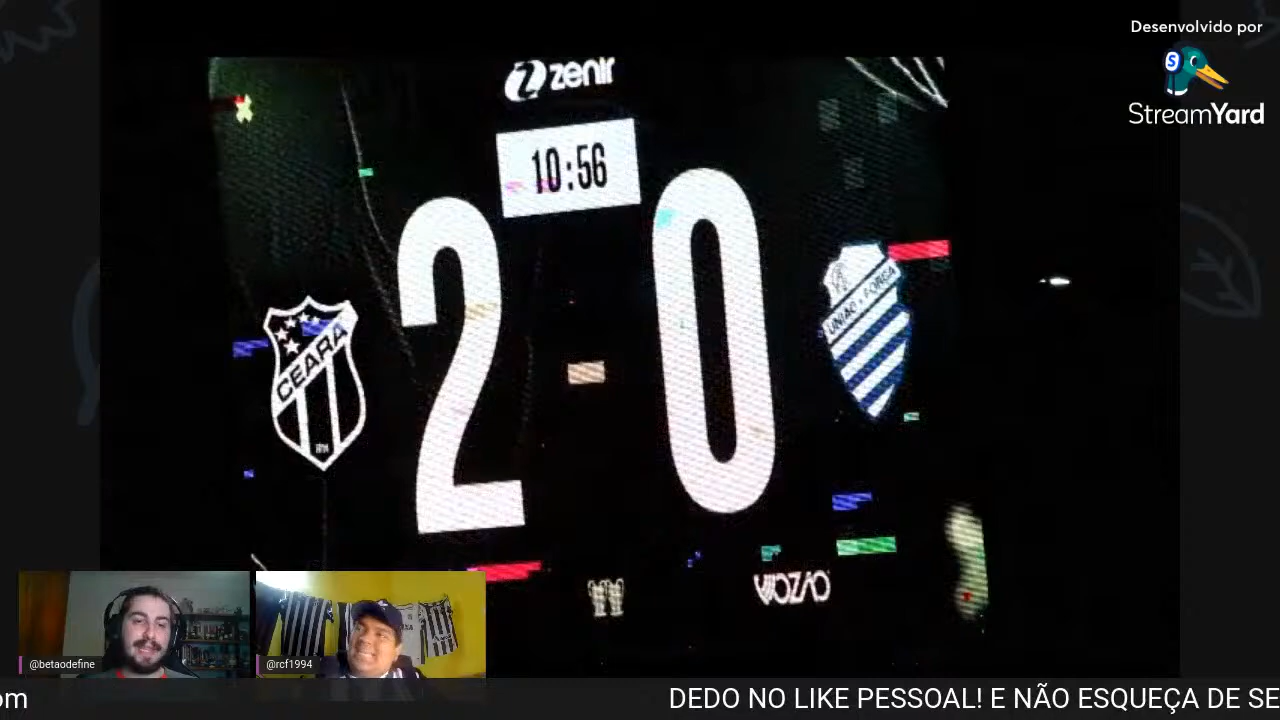 Desenvolvido por
StreamYard
zenir
10:56
2 - 0
CEARÁ
UNIÃO E FORÇA
VOZÃO
@betaodefine
@rcf1994
om
DEDO NO LIKE PESSOAL! E NÃO ESQUEÇA DE SE